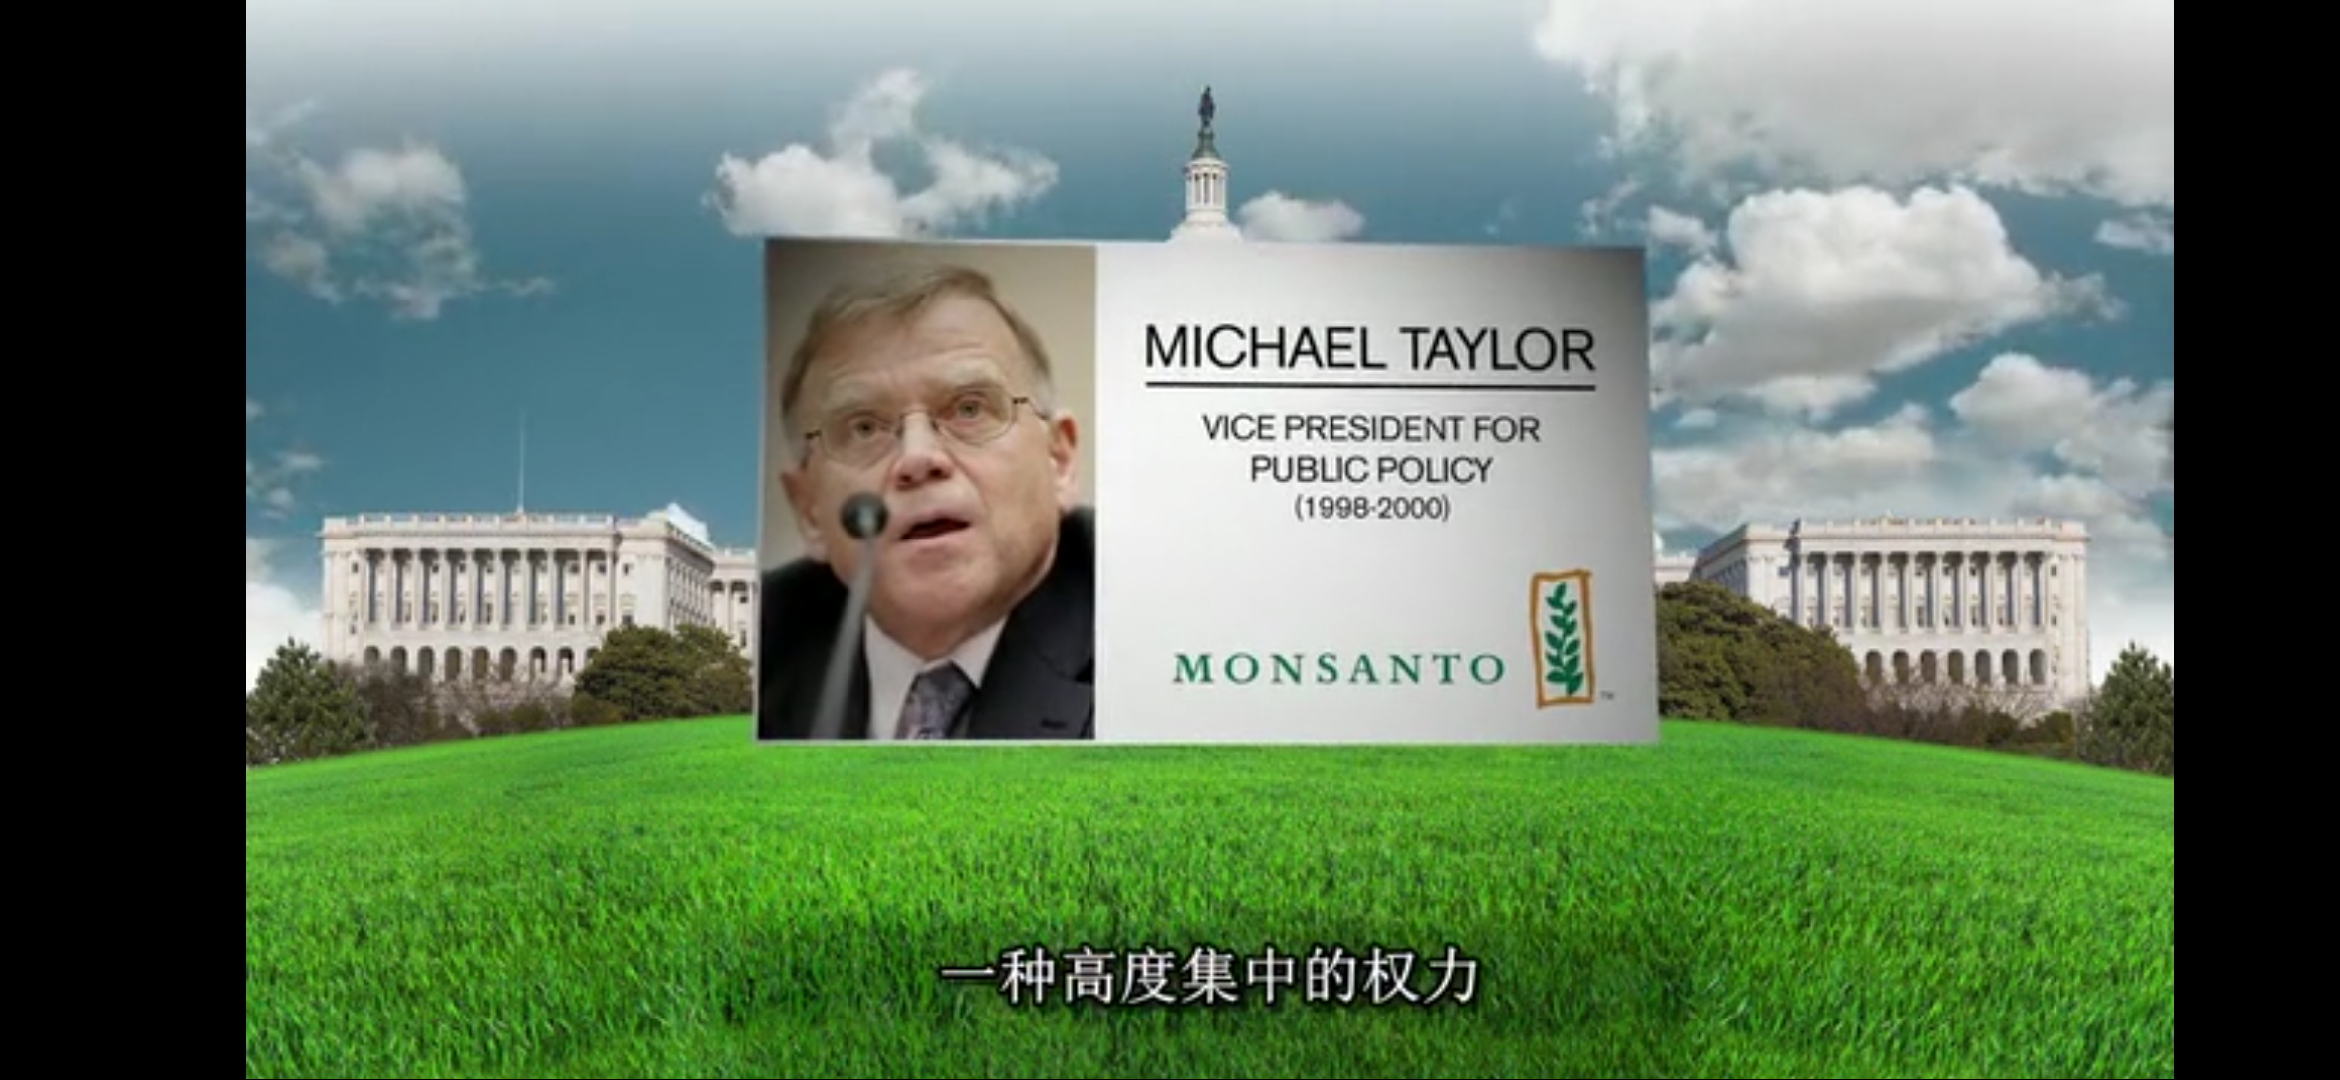 MICHAEL TAYLOR
VICE PRESIDENT FOR
PUBLIC POLICY
(1998-2000)
MONSANTO
TM
一种高度集中的权力